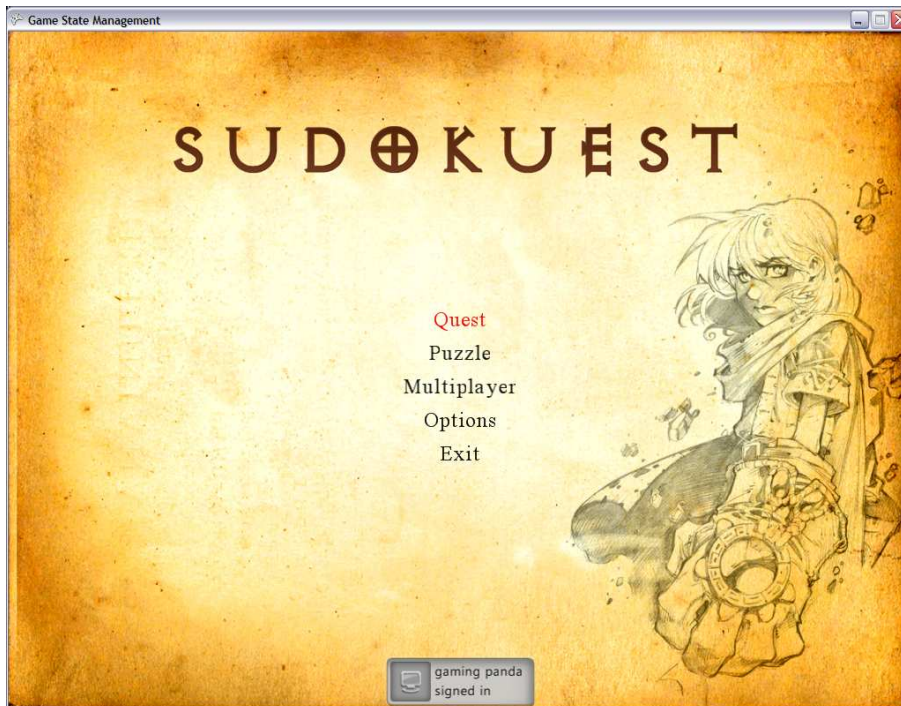 Game State Management
SUDOKUEST
Quest
Puzzle
Multiplayer
Options
Exit
gaming panda
signed in